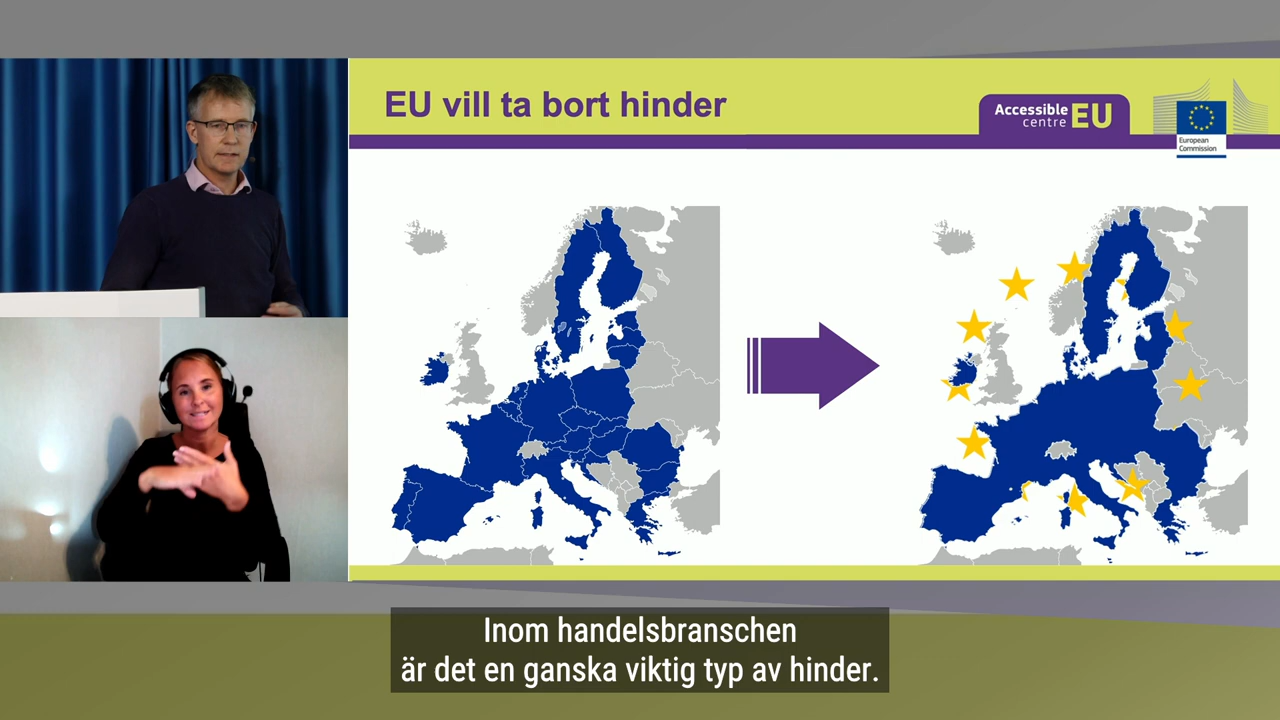 EU vill ta bort hinder
Accessible
centre
EU
European
Commission
Inom handelsbranschen
är det en ganska viktig typ av hinder.